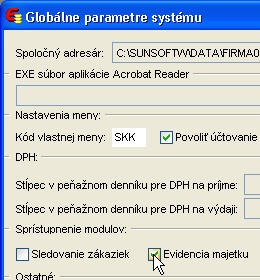 Globálne parametre systému
Spoločný adresár: C:\SUNSOFTW\DATA\FIRMA0
EXE súbor aplikácie Acrobat Reader
Nastavenia meny:
Kód vlastnej meny: SKK Povoliť účtovanie
DPH:
Stĺpec v peňažnom denníku pre DPH na príjme:
Stĺpec v peňažnom denníku pre DPH na výdaji:
Sprístupnenie modulov:
Sledovanie zákaziek Evidencia majetku
Ostatné: